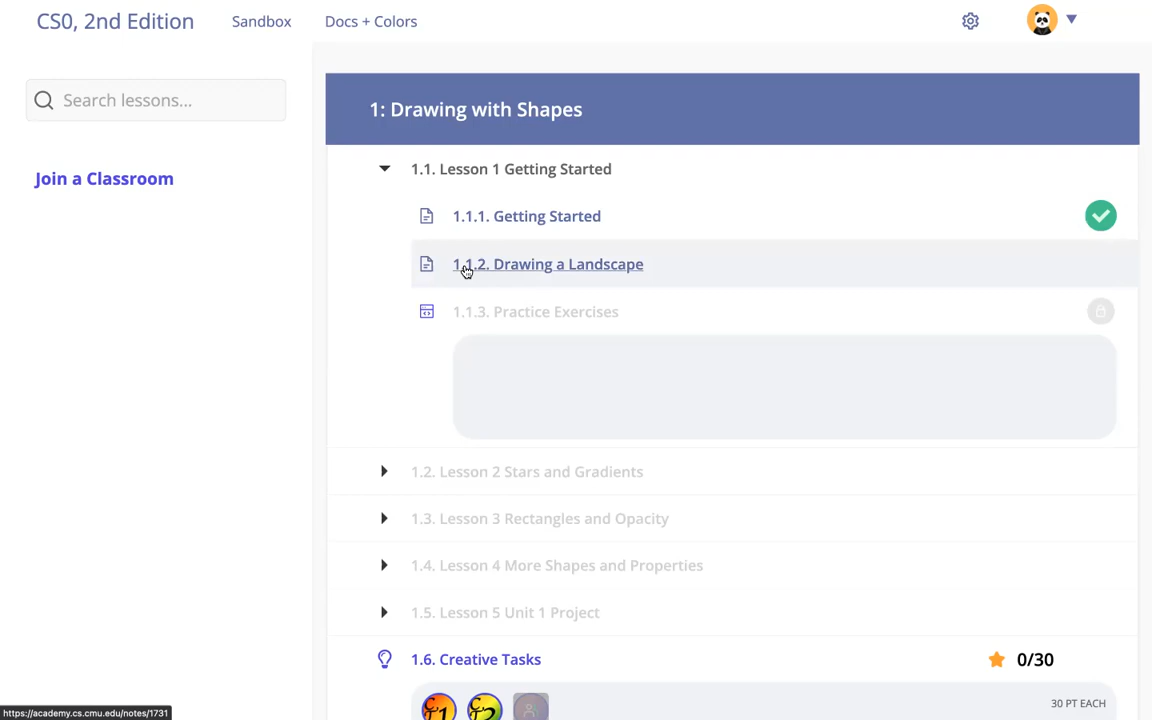 CS0, 2nd Edition Sandbox Docs + Colors
Search lessons...
Join a Classroom
1: Drawing with Shapes
1.1. Lesson 1 Getting Started
1.1.1. Getting Started
1.1.2. Drawing a Landscape
1.1.3. Practice Exercises
1.2. Lesson 2 Stars and Gradients
1.3. Lesson 3 Rectangles and Opacity
1.4. Lesson 4 More Shapes and Properties
1.5. Lesson 5 Unit 1 Project
1.6. Creative Tasks 0/30
T1 T2 30 PT EACH
https://academy.cs.cmu.edu/notes/1731